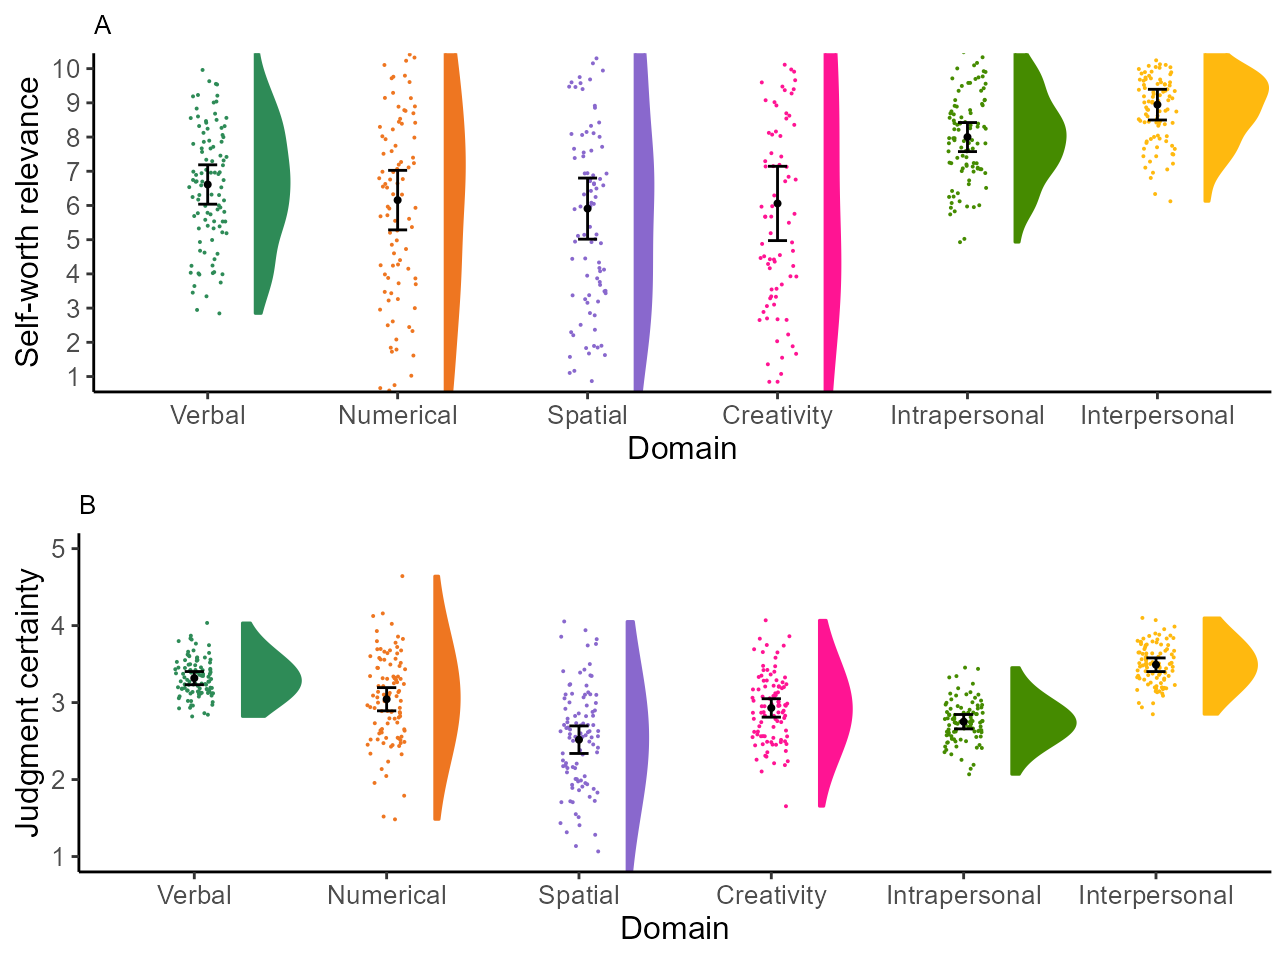 A
Self-worth relevance
10
9
8
7
6
5
4
3
2
1
Verbal Numerical Spatial Creativity Intrapersonal Interpersonal
Domain
B
Judgment certainty
5
4
3
2
1
Verbal Numerical Spatial Creativity Intrapersonal Interpersonal
Domain